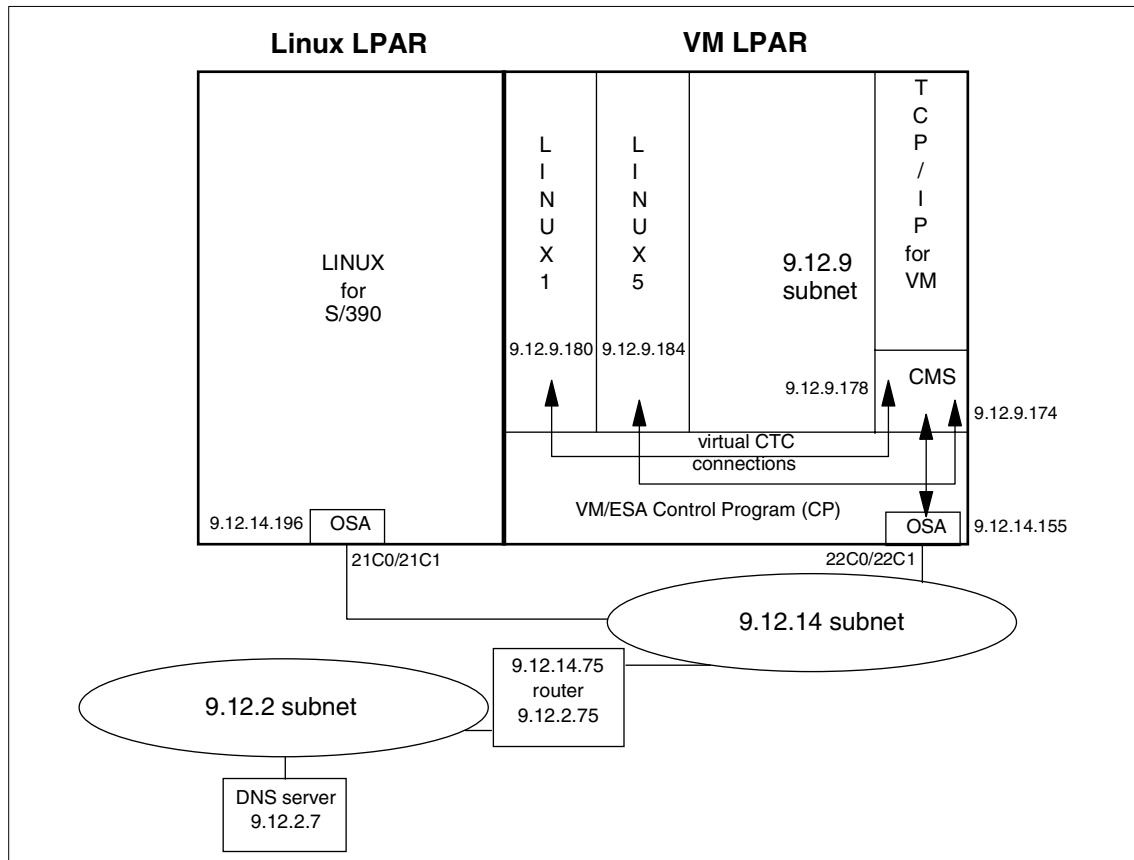 Linux LPAR
VM LPAR
LINUX
for
S/390
L
I
N
U
X
1
9.12.9.180
L
I
N
U
X
5
9.12.9.184
9.12.9
subnet
T
C
P
/
I
P
for
VM
9.12.9.178
CMS
9.12.9.174
virtual CTC
connections
VM/ESA Control Program (CP)
9.12.14.196
OSA
OSA
9.12.14.155
21C0/21C1
22C0/22C1
9.12.14 subnet
9.12.14.75
router
9.12.2.75
9.12.2 subnet
DNS server
9.12.2.7